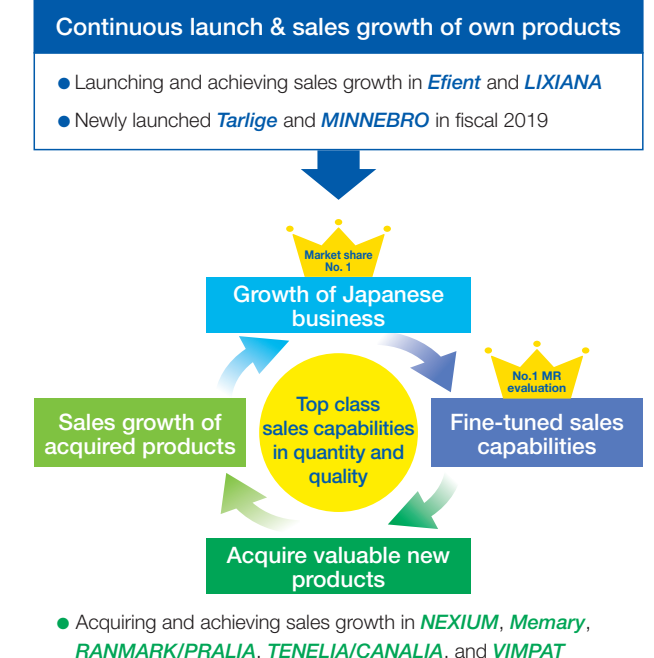 Continuous launch & sales growth of own products
● Launching and achieving sales growth in Efient and LIXIANA
● Newly launched Tarlige and MINNEBRO in fiscal 2019
Market share
No. 1
Growth of Japanese
business
No.1 MR
evaluation
Fine-tuned sales
capabilities
Top class
sales capabilities
in quantity and
quality
Sales growth of
acquired products
Acquire valuable new
products
● Acquiring and achieving sales growth in NEXIUM, Memary,
RANMARK/PRALIA, TENELIA/CANALIA, and VIMPAT